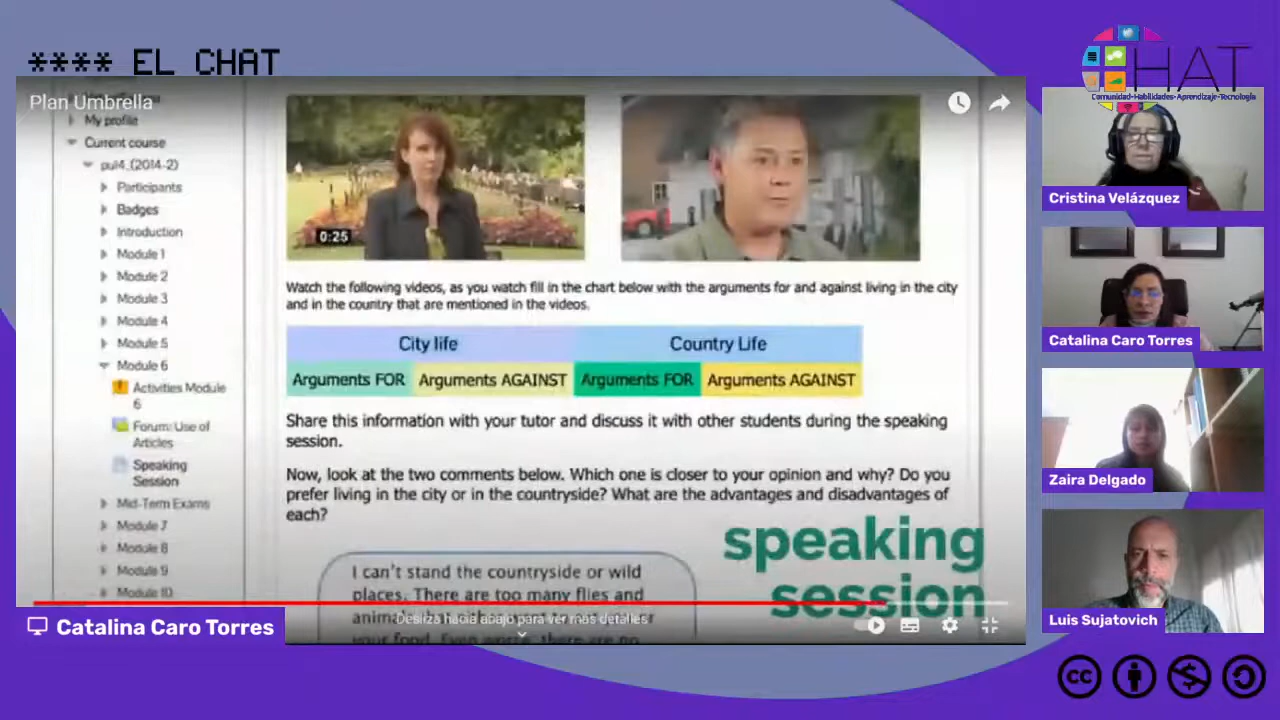 **** EL CHAT
HAT
Comunidad-Habilidades-Aprendizaje-Tecnología
Plan Umbrella
My profile
Current course
pul4_(2014-2)
Participants
Badges
Introduction
Module 1
Module 2
Module 3
Module 4
Module 5
Module 6
Activities Module
6
Forum: Use of
Articles
Speaking
Session
Mid-Term Exams
Module 7
Module 8
Module 9
Module 10
0:25
Watch the following videos, as you watch fill in the chart below with the arguments for and against living in the city
and in the country that are mentioned in the videos.
City life Country Life
Arguments FOR Arguments AGAINST Arguments FOR Arguments AGAINST
Share this information with your tutor and discuss it with other students during the speaking
session.
Now, look at the two comments below. Which one is closer to your opinion and why? Do you
prefer living in the city or in the countryside? What are the advantages and disadvantages of
each?
speaking
session
I can't stand the countryside or wild
places. There are too many flies and
Desliza hacia abajo para ver más detalles
your food. Even worse, there are no
Catalina Caro Torres
Cristina Velázquez
Catalina Caro Torres
Zaira Delgado
Luis Sujatovich
cc